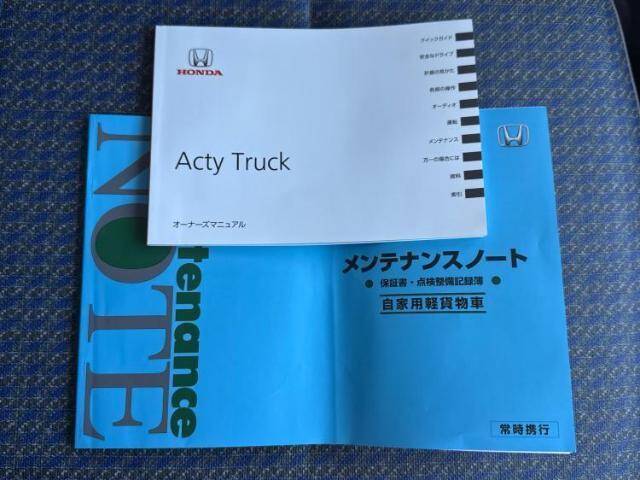 HONDA
Acty Truck
オーナーズマニュアル
クイックガイド
安全なドライブ
計器の見かた
各部の操作
オーディオ
運転
メンテナンス
万一の場合には
資料
索引
NOTE
tenance
メンテナンスノート
保証書・点検整備記録簿
自家用軽貨物車
常時携行